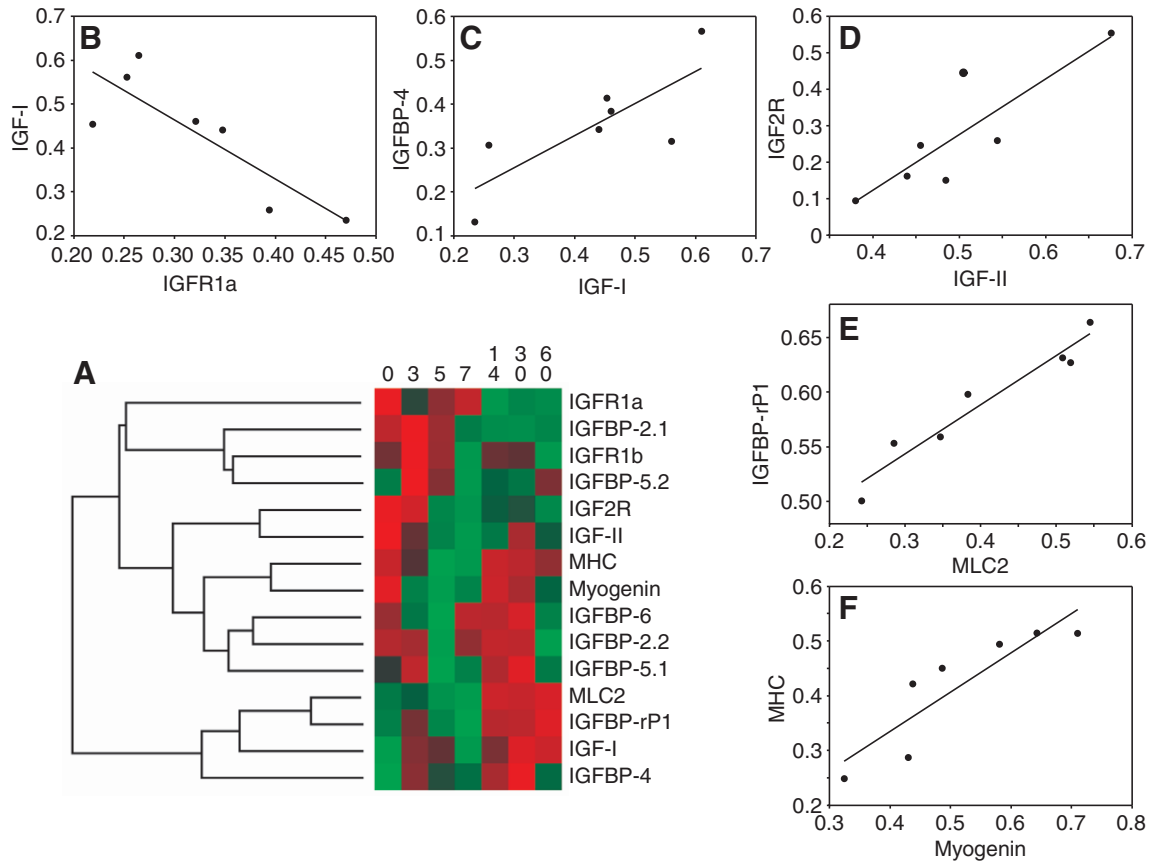 B
0.7
0.6
0.5
0.4
0.3
0.2
IGF-I
0.20 0.25 0.30 0.35 0.40 0.45 0.50
IGFR1a
C
0.6
0.5
0.4
0.3
0.2
0.1
IGFBP-4
0.2 0.3 0.4 0.5 0.6 0.7
IGF-I
D
0.6
0.5
0.4
0.3
0.2
0.1
0
IGF2R
0.4 0.5 0.6 0.7
IGF-II
A
0 3 5 7 14 30 60
IGFR1a
IGFBP-2.1
IGFR1b
IGFBP-5.2
IGF2R
IGF-II
MHC
Myogenin
IGFBP-6
IGFBP-2.2
IGFBP-5.1
MLC2
IGFBP-rP1
IGF-I
IGFBP-4
E
0.65
0.60
0.55
0.50
IGFBP-rP1
0.2 0.3 0.4 0.5 0.6
MLC2
F
0.6
0.5
0.4
0.3
0.2
MHC
0.3 0.4 0.5 0.6 0.7 0.8
Myogenin